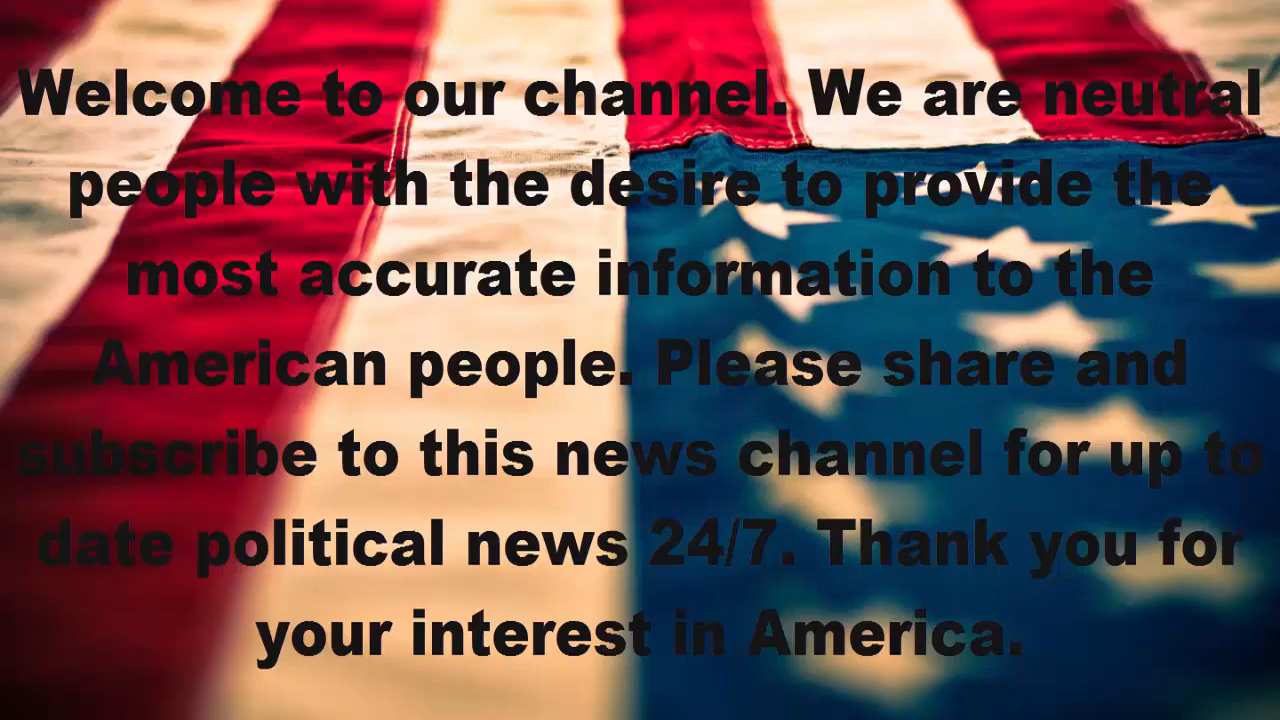 Welcome to our channel. We are neutral
people with the desire to provide the
most accurate information to the
American people. Please share and
subscribe to this news channel for up to
date political news 24/7. Thank you for
your interest in America.